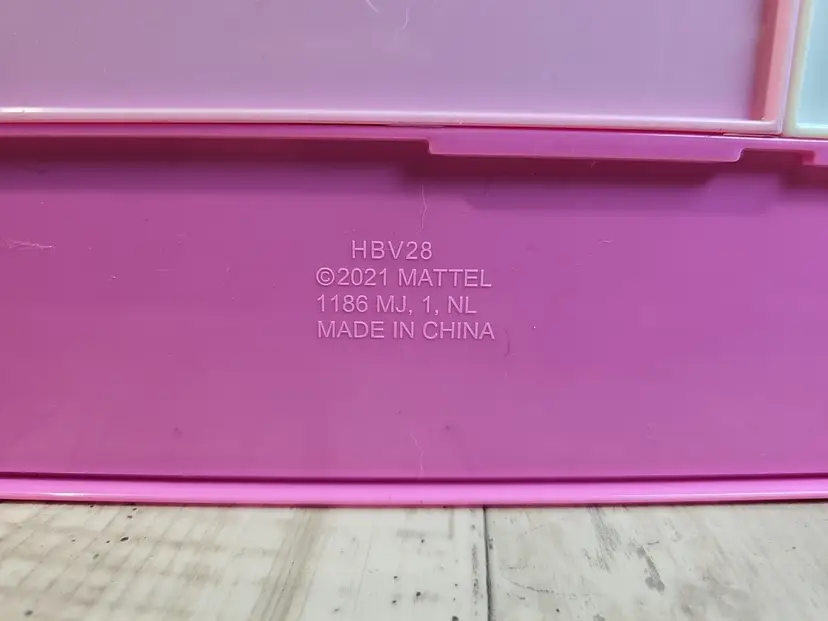 HBV28
©2021 MATTEL
1186 MJ, 1, NL
MADE IN CHINA